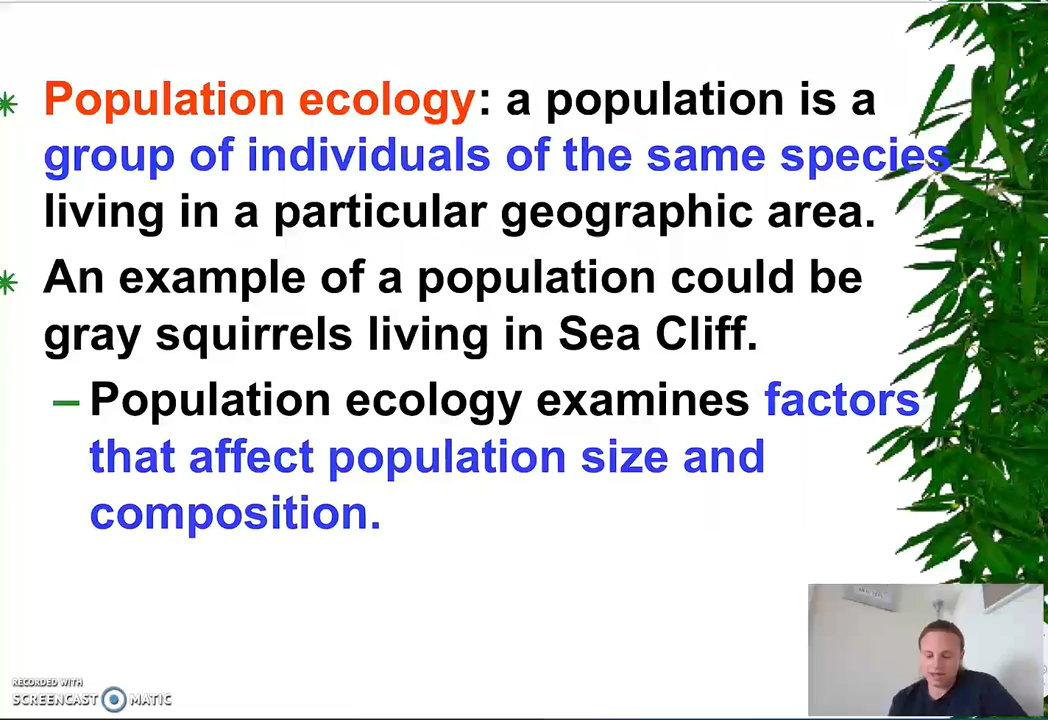 Population ecology: a population is a
group of individuals of the same species
living in a particular geographic area.
An example of a population could be
gray squirrels living in Sea Cliff.
– Population ecology examines factors
that affect population size and
composition.
RECORDED WITH
SCREENCAST MATIC